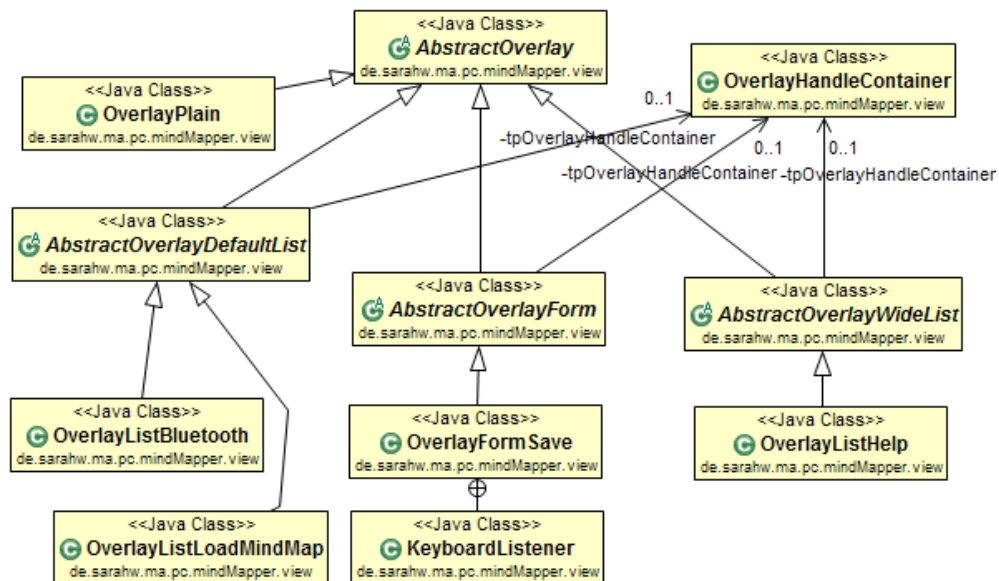 <<Java Class>>
AbstractOverlay
de.sarahw.ma.pc.mindMapper.view
<<Java Class>>
OverlayHandleContainer
de.sarahw.ma.pc.mindMapper.view
<<Java Class>>
OverlayPlain
de.sarahw.ma.pc.mindMapper.view
0..1
-tpOverlayHandleContainer
0..1
0..1
-tpOverlayHandleContainer
-tpOverlayHandleContainer
<<Java Class>>
AbstractOverlayDefaultList
de.sarahw.ma.pc.mindMapper.view
<<Java Class>>
AbstractOverlayForm
de.sarahw.ma.pc.mindMapper.view
<<Java Class>>
AbstractOverlayWideList
de.sarahw.ma.pc.mindMapper.view
<<Java Class>>
OverlayListBluetooth
de.sarahw.ma.pc.mindMapper.view
<<Java Class>>
OverlayFormSave
de.sarahw.ma.pc.mindMapper.view
<<Java Class>>
OverlayListHelp
de.sarahw.ma.pc.mindMapper.view
<<Java Class>>
OverlayListLoadMindMap
de.sarahw.ma.pc.mindMapper.view
<<Java Class>>
KeyboardListener
de.sarahw.ma.pc.mindMapper.view